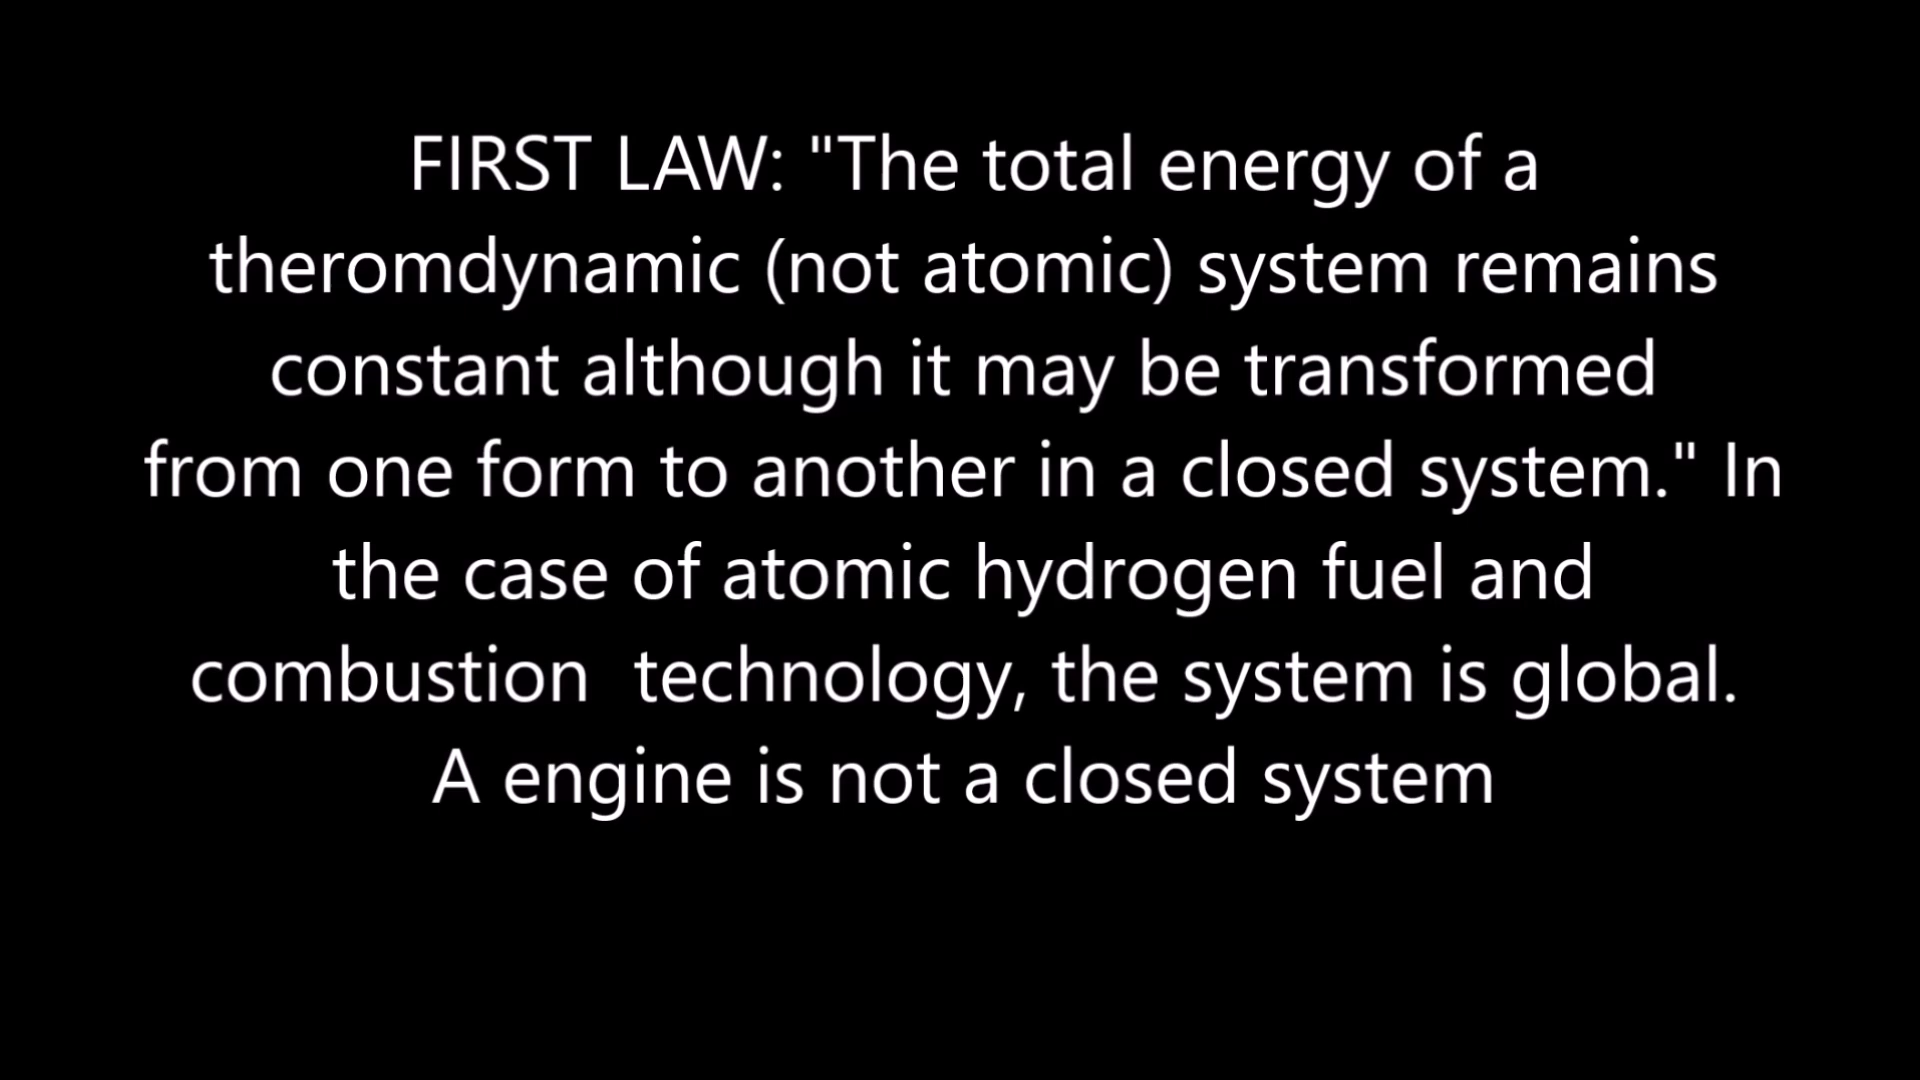 FIRST LAW: "The total energy of a
theromdynamic (not atomic) system remains
constant although it may be transformed
from one form to another in a closed system." In
the case of atomic hydrogen fuel and
combustion  technology, the system is global.
A engine is not a closed system